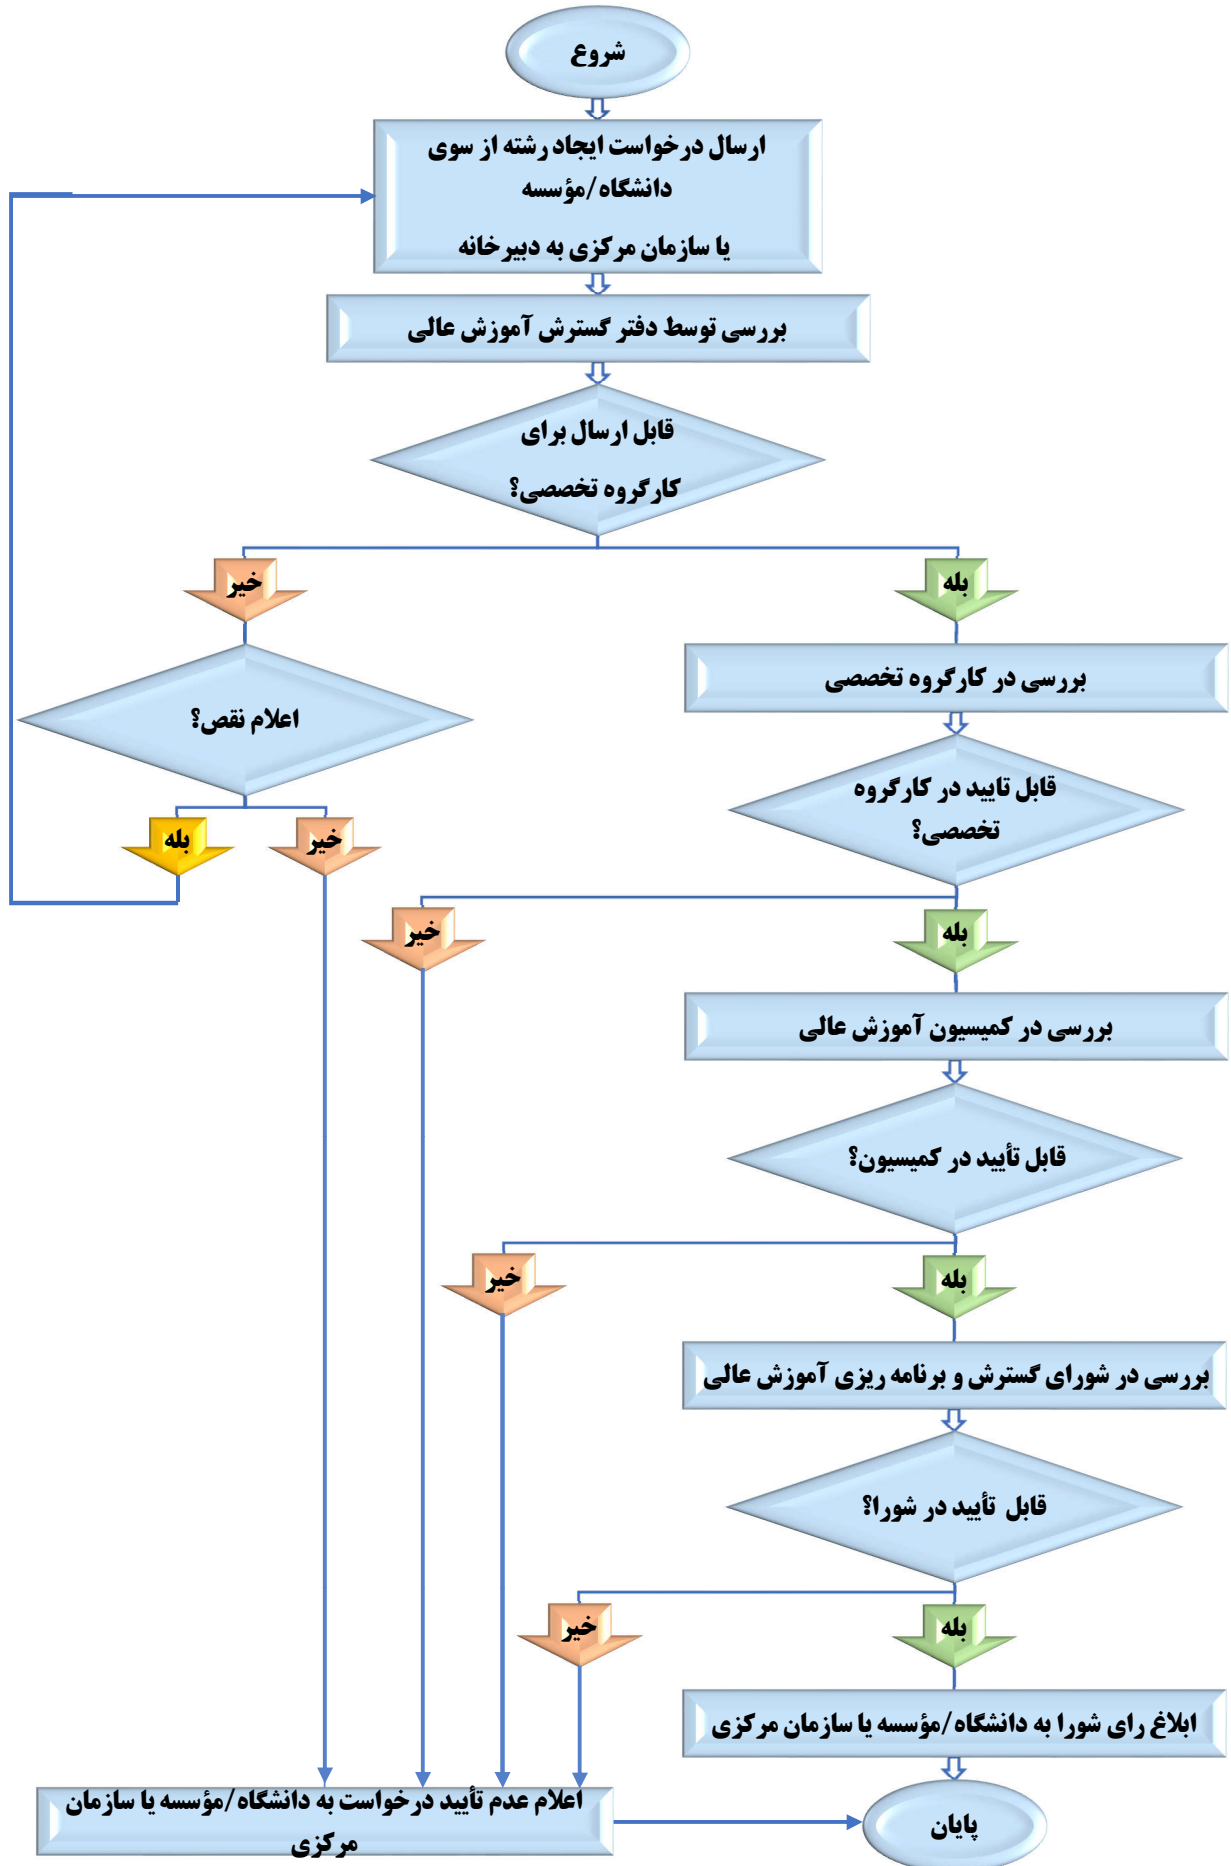 شروع
ارسال درخواست ایجاد رشته از سوی
دانشگاه/مؤسسه
یا سازمان مرکزی به دبیرخانه
بررسی توسط دفتر گسترش آموزش عالی
قابل ارسال برای
کارگروه تخصصی؟
خیر
بله
بررسی در کارگروه تخصصی
اعلام نقص؟
قابل تایید در کارگروه
تخصصی؟
بله
خیر
خیر
بله
بررسی در کمیسیون آموزش عالی
قابل تأیید در کمیسیون؟
خیر
بله
بررسی در شورای گسترش و برنامه ریزی آموزش عالی
قابل تأیید در شورا؟
خیر
بله
ابلاغ رای شورا به دانشگاه/مؤسسه یا سازمان مرکزی
اعلام عدم تأیید درخواست به دانشگاه/مؤسسه یا سازمان
مرکزی
پایان